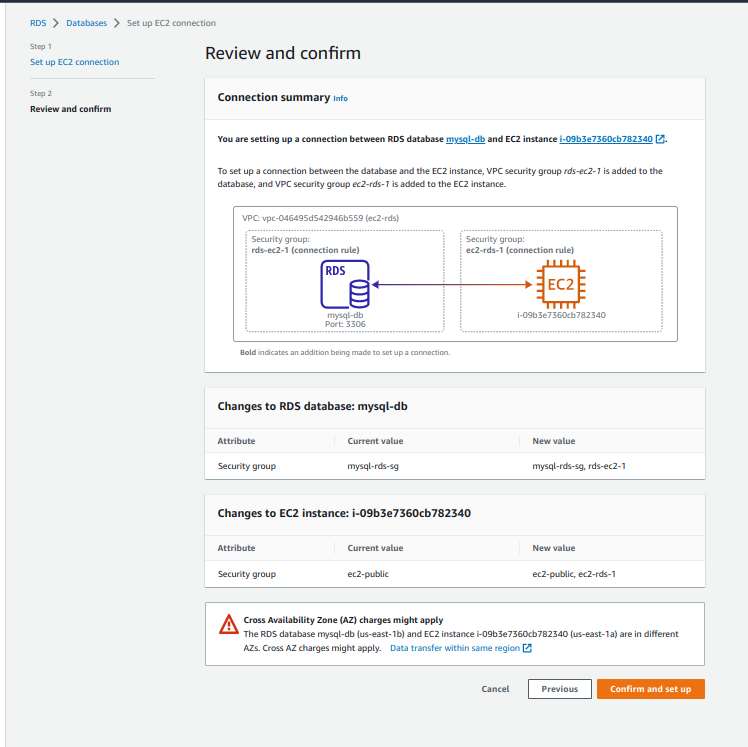 RDS > Databases > Set up EC2 connection
Step 1
Set up EC2 connection
Step 2
Review and confirm
Review and confirm
Connection summary Info
You are setting up a connection between RDS database mysql-db and EC2 instance i-09b3e7360cb782340.
To set up a connection between the database and the EC2 instance, VPC security group rds-ec2-1 is added to the
database, and VPC security group ec2-rds-1 is added to the EC2 instance.
VPC: vpc-046495d542946b559 (ec2-rds)
Security group:
rds-ec2-1 (connection rule)
RDS
mysql-db
Port: 3306
Security group:
ec2-rds-1 (connection rule)
EC2
i-09b3e7360cb782340
Bold indicates an addition being made to set up a connection.
Changes to RDS database: mysql-db
Attribute Current value New value
Security group mysql-rds-sg mysql-rds-sg, rds-ec2-1
Changes to EC2 instance: i-09b3e7360cb782340
Attribute Current value New value
Security group ec2-public ec2-public, ec2-rds-1
Cross Availability Zone (AZ) charges might apply
The RDS database mysql-db (us-east-1b) and EC2 instance i-09b3e7360cb782340 (us-east-1a) are in different
AZs. Cross AZ charges might apply. Data transfer within same region
Cancel Previous Confirm and set up